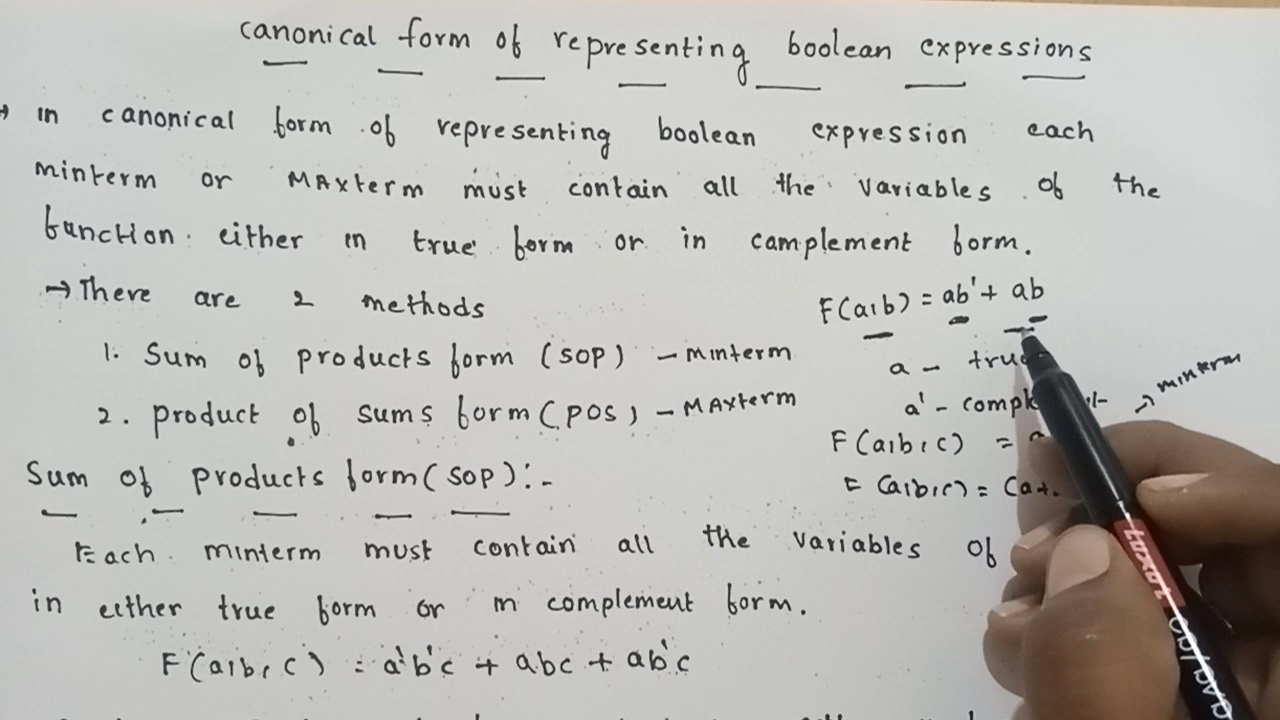 canonical form of representing boolean expressions
→ in canonical form of representing boolean expression each
minterm or MAxterm must contain all the variables of the
function either in true form or in camplement form.
→ There are 2 methods
1. Sum of products form (SOP) - minterm
2. product of sums form (POS) - MAxterm
F(a,b) = ab' + ab
a - true
a' - compl
minterm
F(a,b,c) =
F(a,b,c) = (a+
Sum of products form (SOP):-
Each minterm must contain all the variables of
in either true form or in complement form.
F(a,b,c) = a'b'c + abc + ab'c
LUXOR